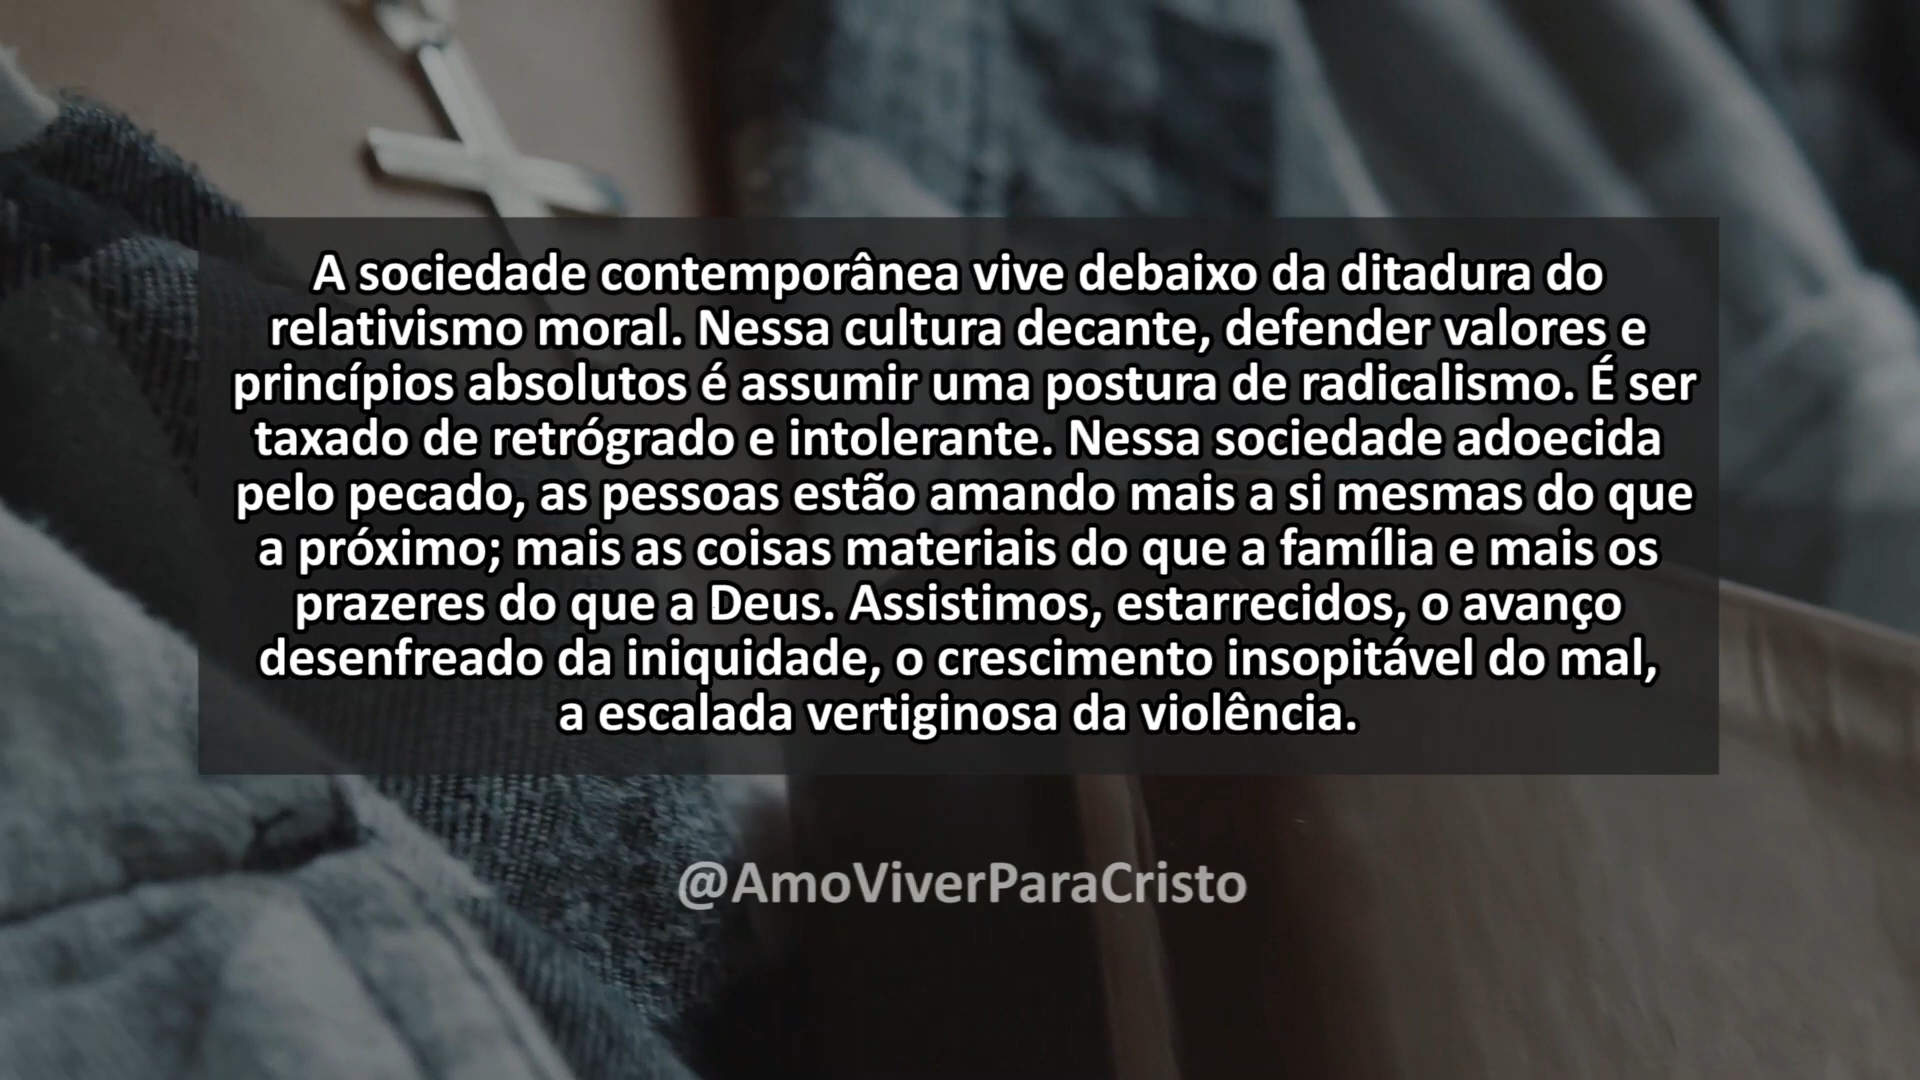 A sociedade contemporânea vive debaixo da ditadura do
relativismo moral. Nessa cultura decante, defender valores e
princípios absolutos é assumir uma postura de radicalismo. É ser
taxado de retrógrado e intolerante. Nessa sociedade adoecida
pelo pecado, as pessoas estão amando mais a si mesmas do que
a próximo; mais as coisas materiais do que a família e mais os
prazeres do que a Deus. Assistimos, estarrecidos, o avanço
desenfreado da iniquidade, o crescimento insopitável do mal,
a escalada vertiginosa da violência.
@AmoViverParaCristo